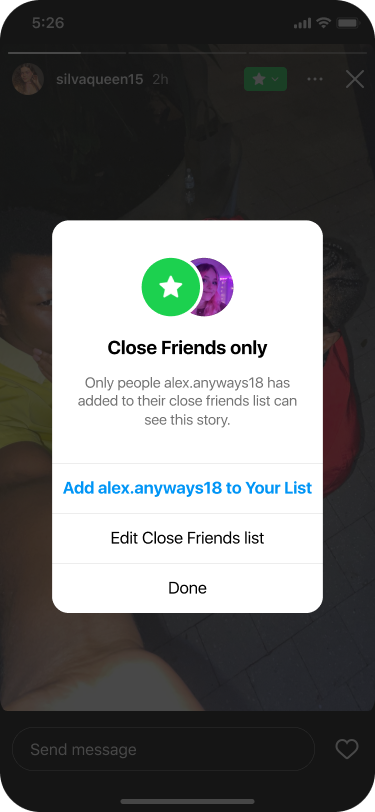 5:26
silvaqueen15 2h
Close Friends only
Only people alex.anyways18 has
added to their close friends list can
see this story.
Add alex.anyways18 to Your List
Edit Close Friends list
Done
Send message